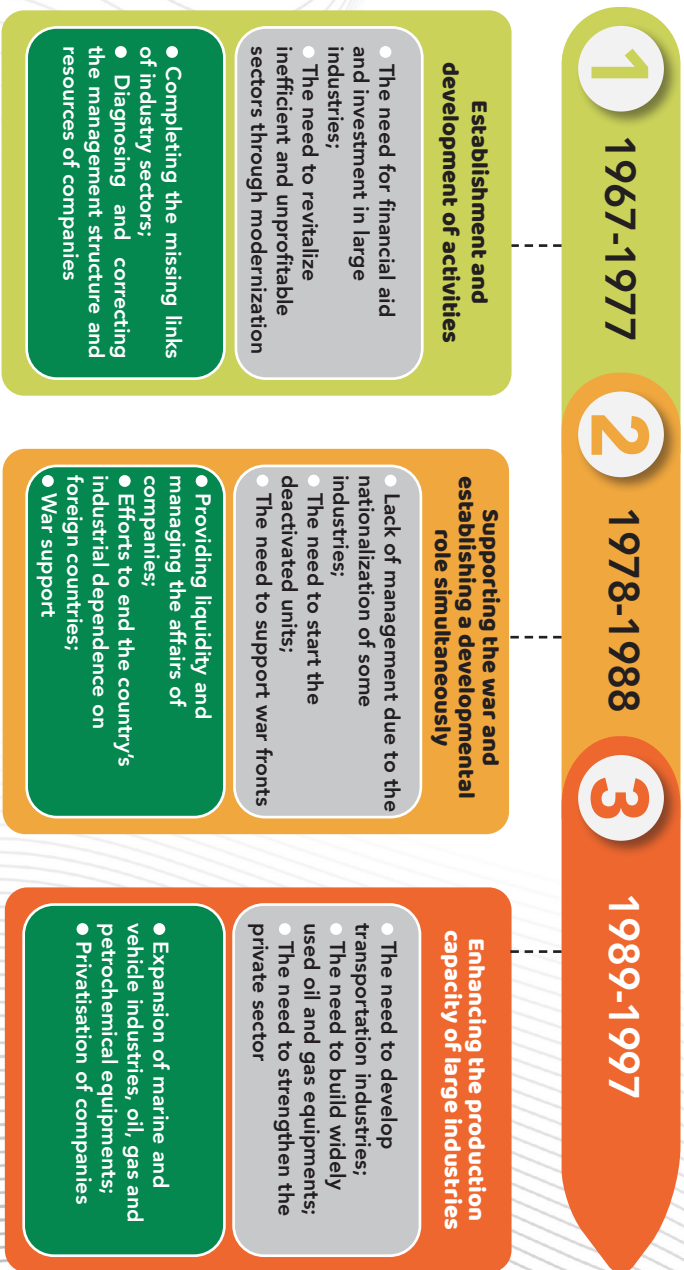 1
1967-1977
2
1978-1988
3
1989-1997
Establishment and
development of activities
● The need for financial aid
and investment in large
industries;
● The need to revitalize
inefficient and unprofitable
sectors through modernization
● Completing the missing links
of industry sectors;
● Diagnosing and correcting
the management structure and
resources of companies
Supporting the war and
establishing a developmental
role simultaneously
● Lack of management due to the
nationalization of some
industries;
● The need to start the
deactivated units;
● The need to support war fronts
● Providing liquidity and
managing the affairs of
companies;
● Efforts to end the country's
industrial dependence on
foreign countries;
● War support
Enhancing the production
capacity of large industries
● The need to develop
transportation industries;
● The need to build widely
used oil and gas equipments;
● The need to strengthen the
private sector
● Expansion of marine and
vehicle industries, oil, gas and
petrochemical equipments;
● Privatisation of companies